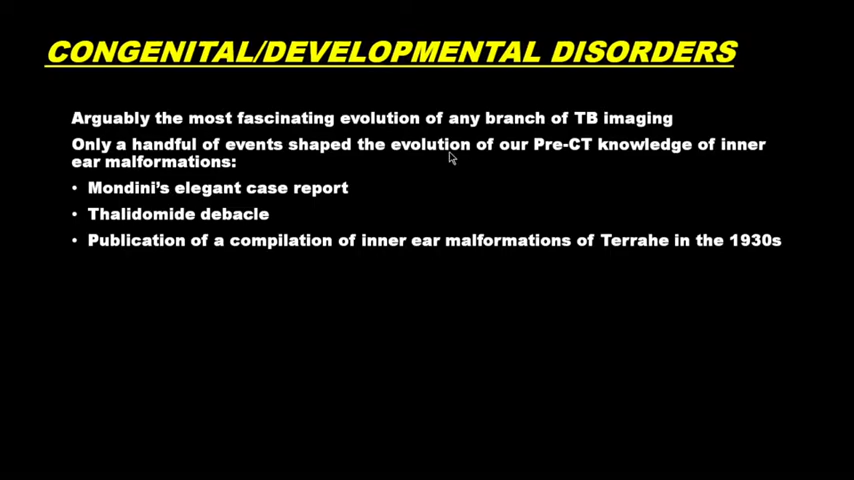 CONGENITAL/DEVELOPMENTAL DISORDERS
Arguably the most fascinating evolution of any branch of TB imaging
Only a handful of events shaped the evolution of our Pre-CT knowledge of inner
ear malformations:
• Mondini's elegant case report
• Thalidomide debacle
• Publication of a compilation of inner ear malformations of Terrahe in the 1930s